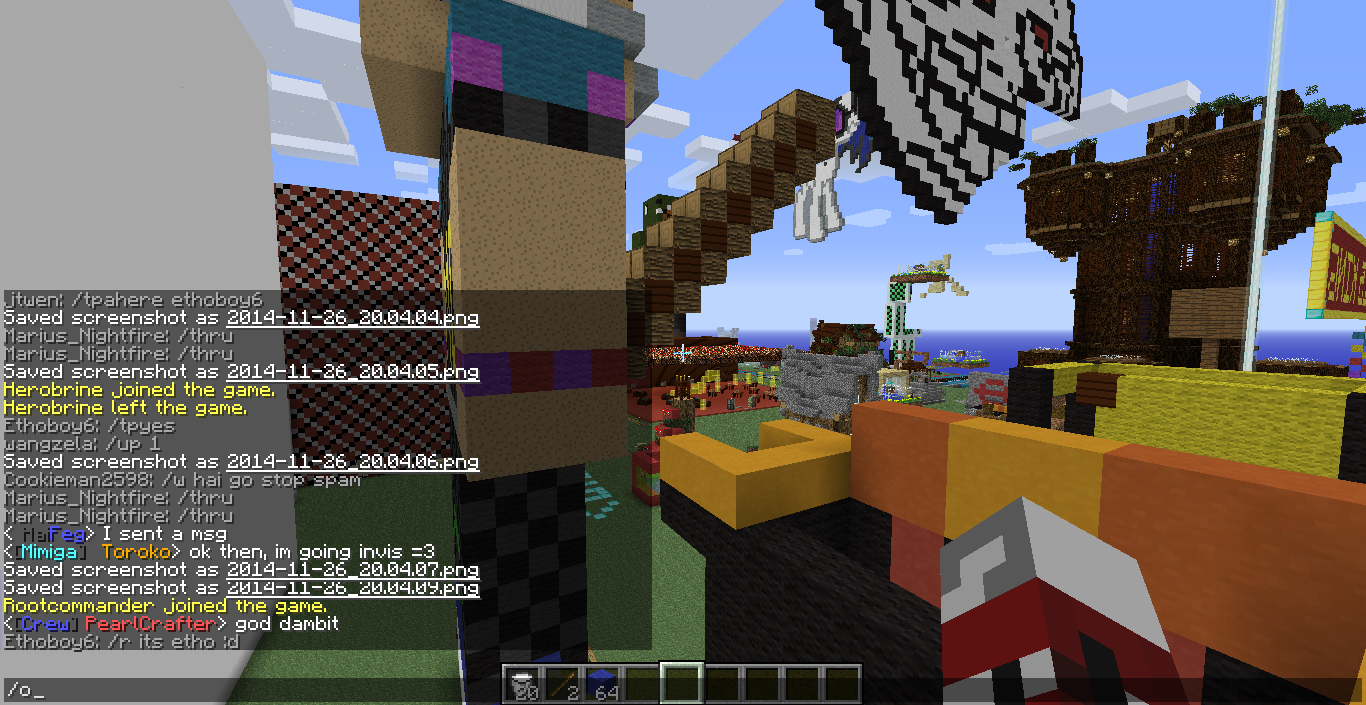 jtwen: /tpahere ethoboy6
Saved screenshot as 2014-11-26_20.04.04.png
Marius_Nightfire: /thru
Marius_Nightfire: /thru
Saved screenshot as 2014-11-26_20.04.05.png
Herobrine joined the game.
Herobrine left the game.
Ethoboy6: /tpyes
wangzela: /up 1
Saved screenshot as 2014-11-26_20.04.06.png
Cookieman2598: /w hai go stop spam
Marius_Nightfire: /thru
Marius_Nightfire: /thru
Feg> I sent a msg
<[Mimiga] Toroko> ok then, im going invis =3
Saved screenshot as 2014-11-26_20.04.07.png
Saved screenshot as 2014-11-26_20.04.09.png
Rootcommander joined the game.
<[Crew] PearlCrafter> god dambit
Ethoboy6: /r its etho :d
/o_
20 2 64